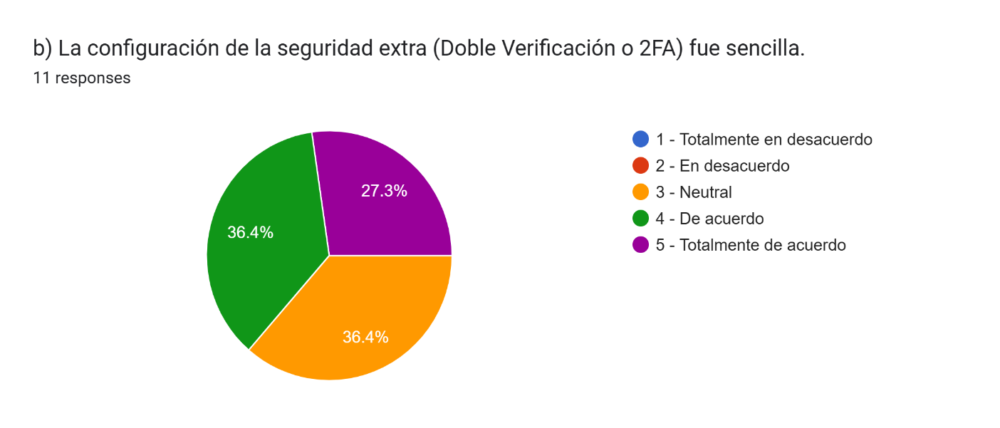 b) La configuración de la seguridad extra (Doble Verificación o 2FA) fue sencilla.
11 responses
27.3%
36.4%
36.4%
1 - Totalmente en desacuerdo
2 - En desacuerdo
3 - Neutral
4 - De acuerdo
5 - Totalmente de acuerdo